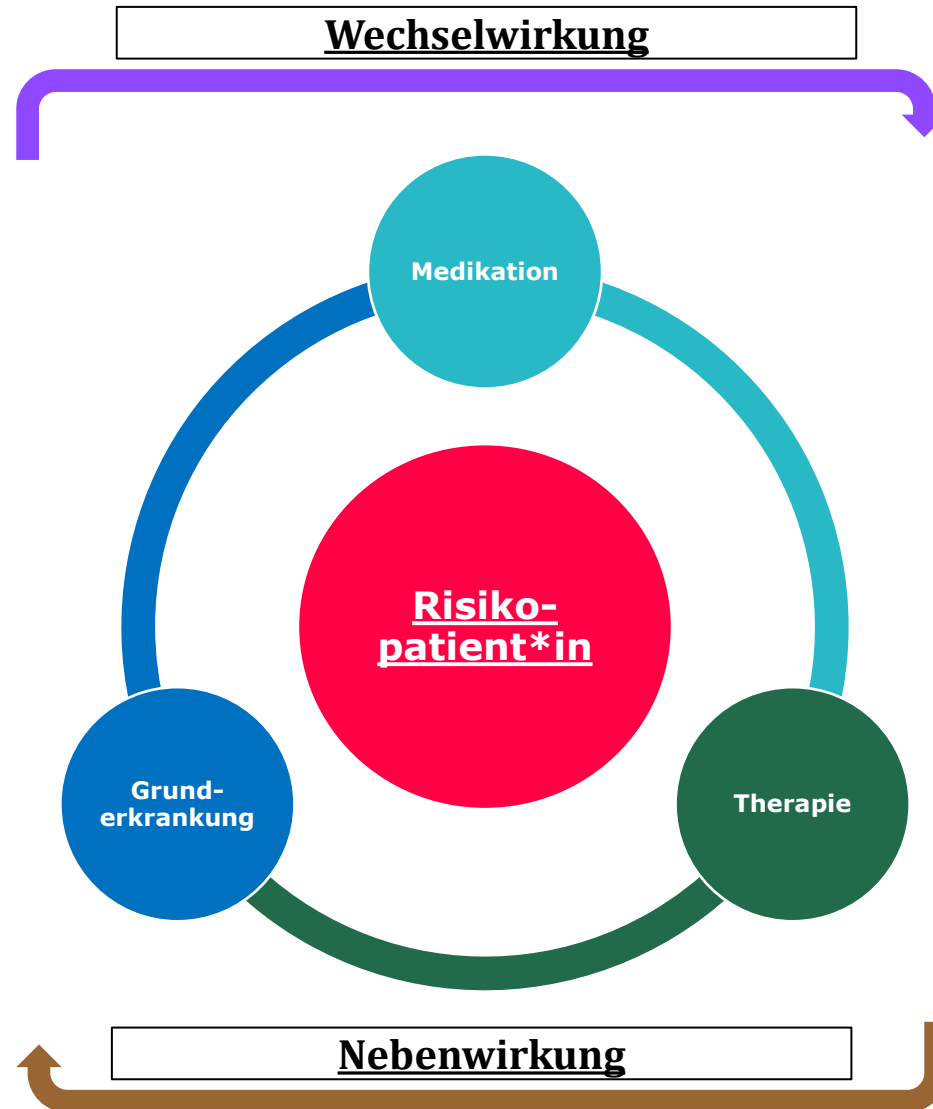 Wechselwirkung
Medikation
Risiko-
patient*in
Grund-
erkrankung
Therapie
Nebenwirkung